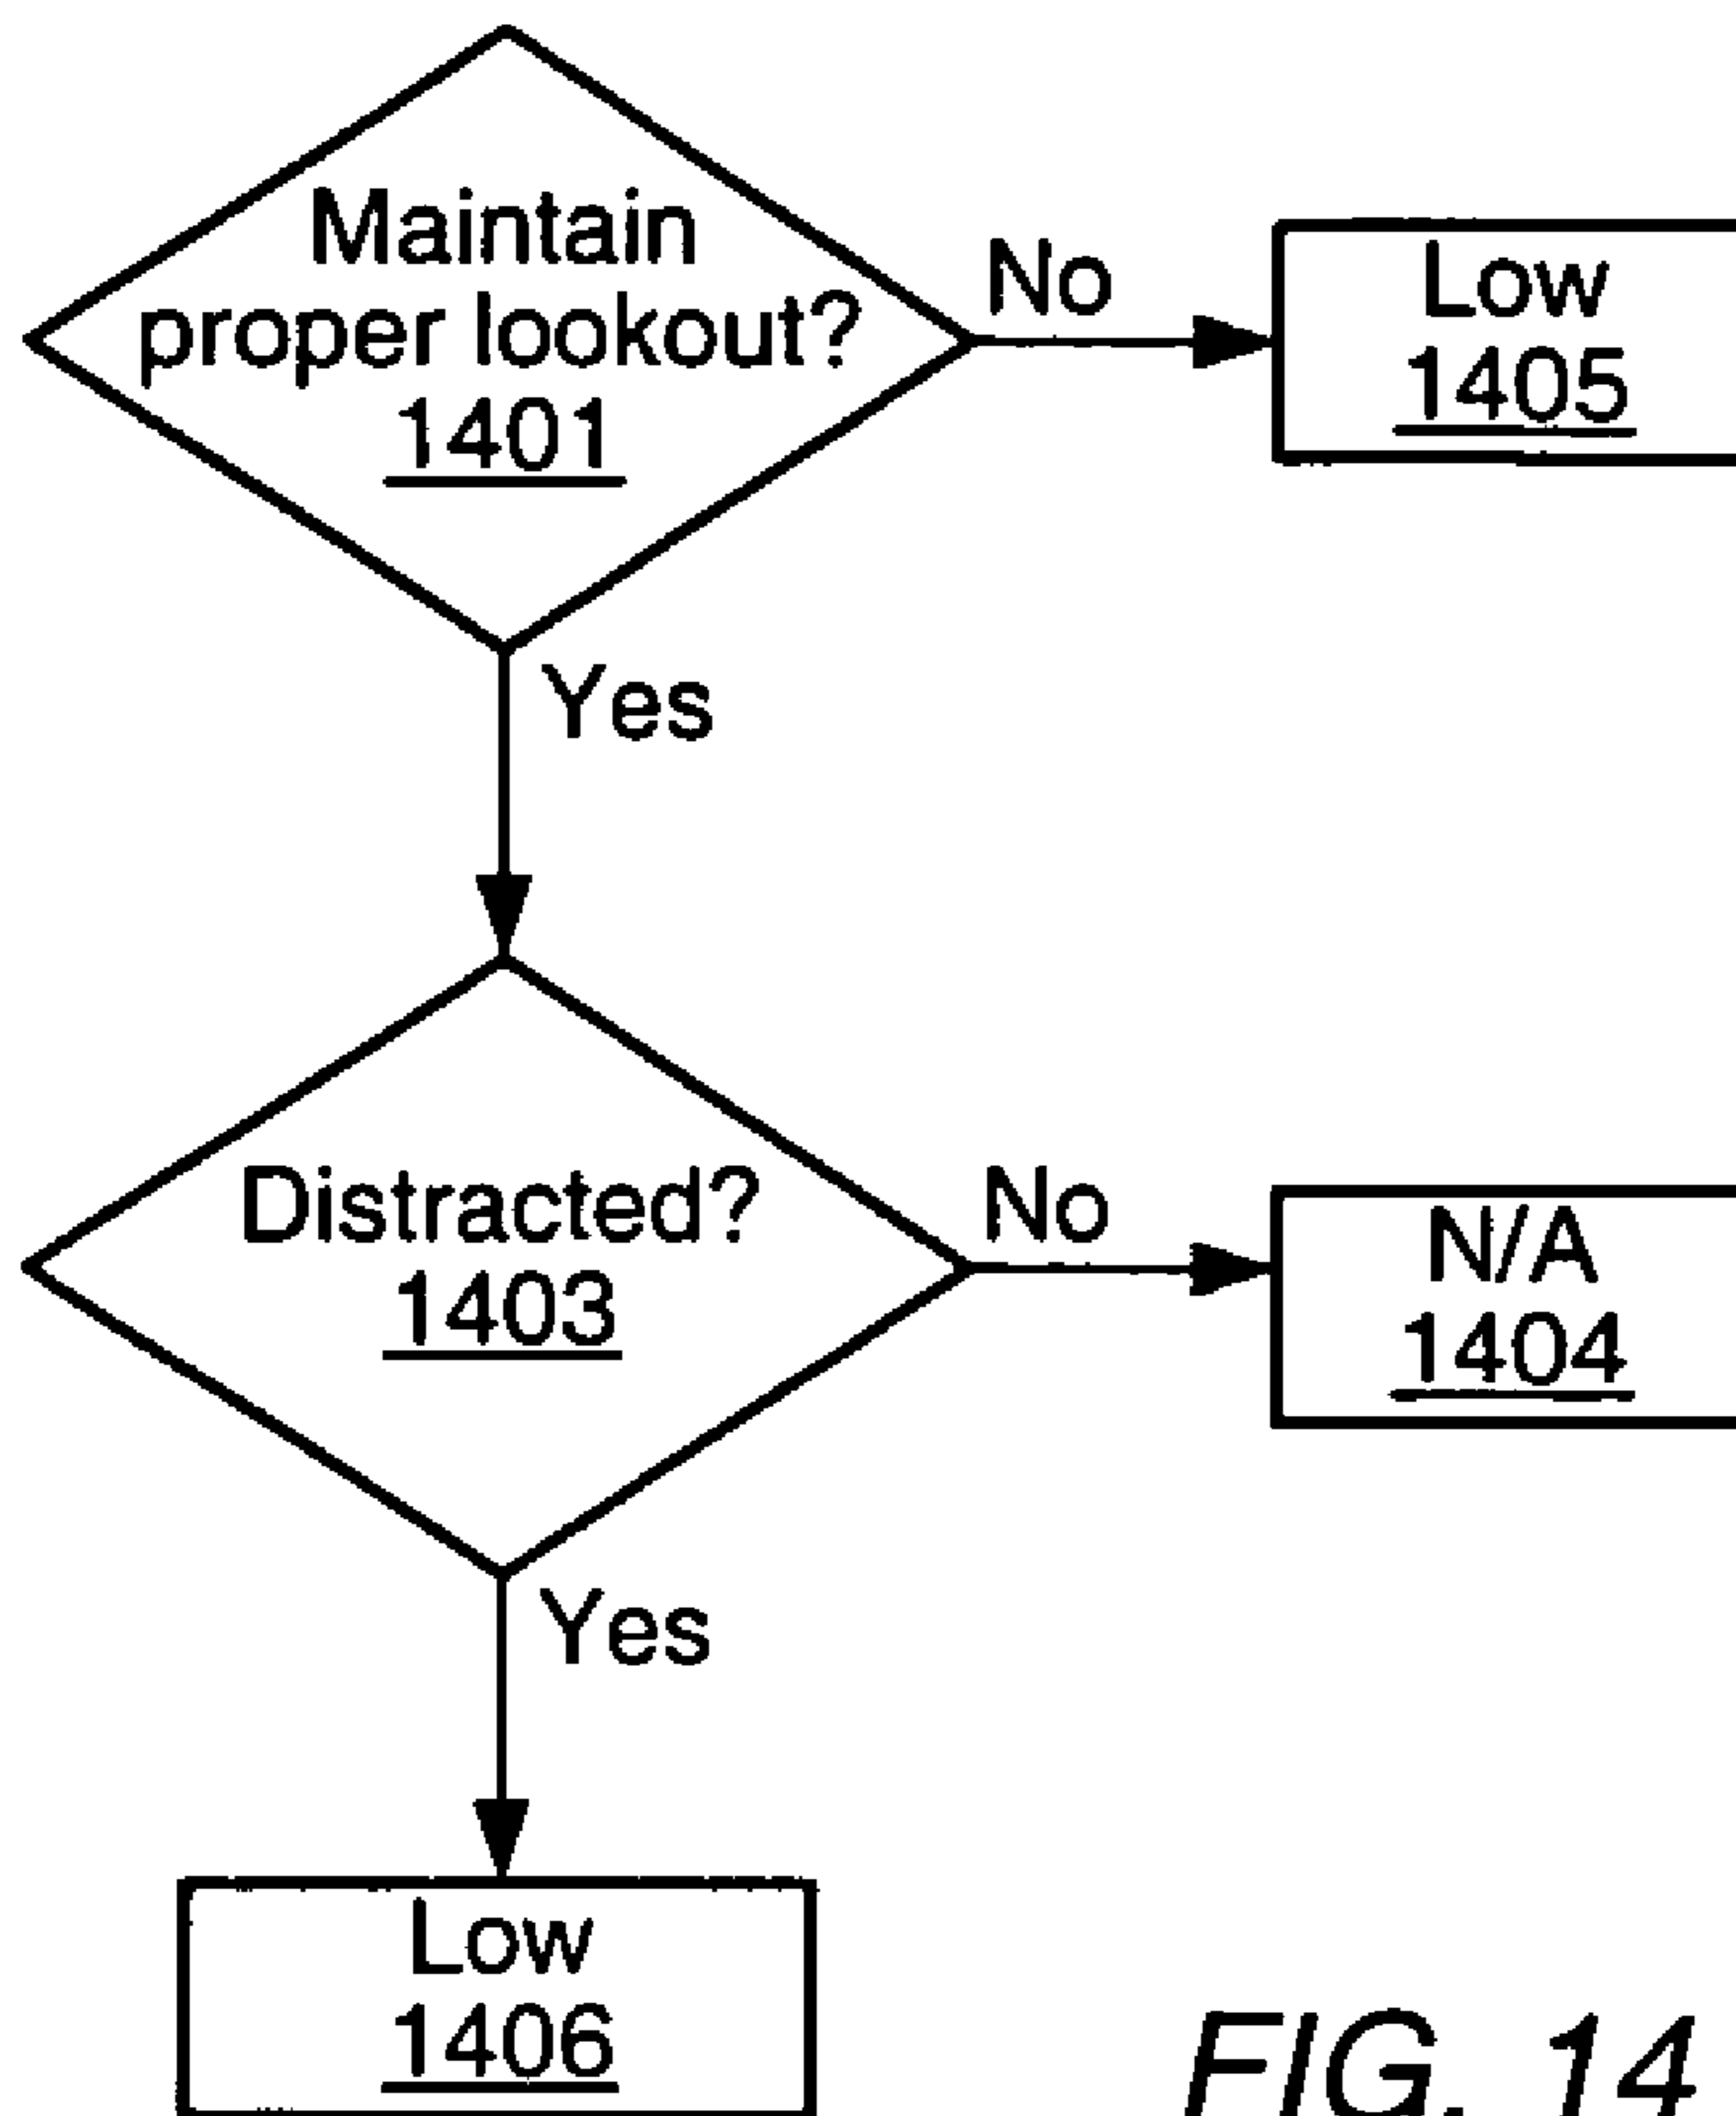 Maintain
proper lookout?
1401
No
Low
1405
Yes
Distracted?
1403
No
N/A
1404
Yes
Low
1406
FIG. 14